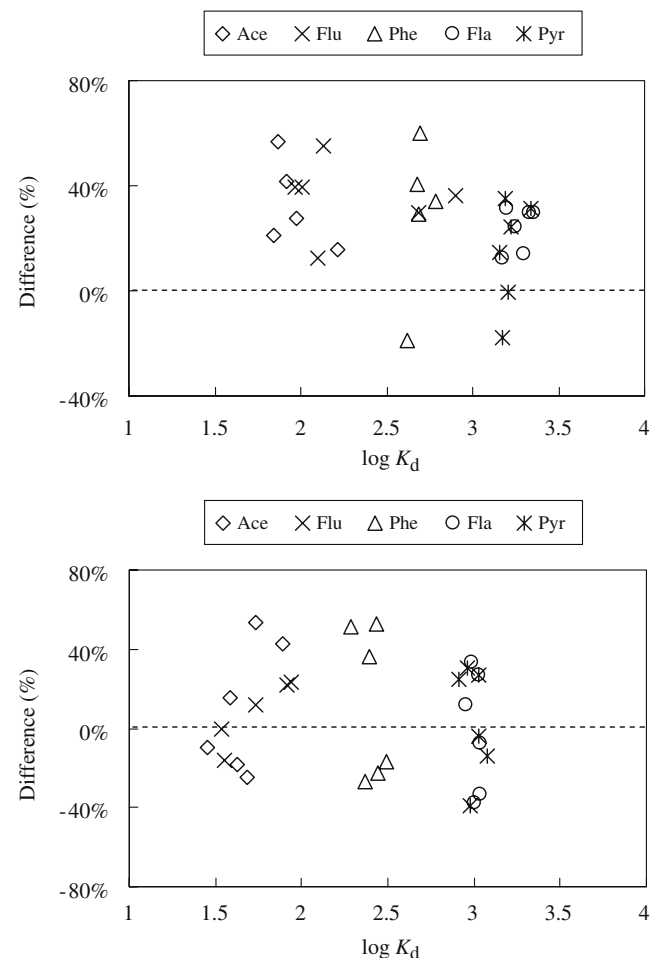 Ace Flu Phe Fla Pyr
80%
40%
0%
-40%
Difference (%)
1 1.5 2 2.5 3 3.5 4
log Kd
Ace Flu Phe Fla Pyr
80%
40%
0%
-40%
-80%
Difference (%)
1 1.5 2 2.5 3 3.5 4
log Kd